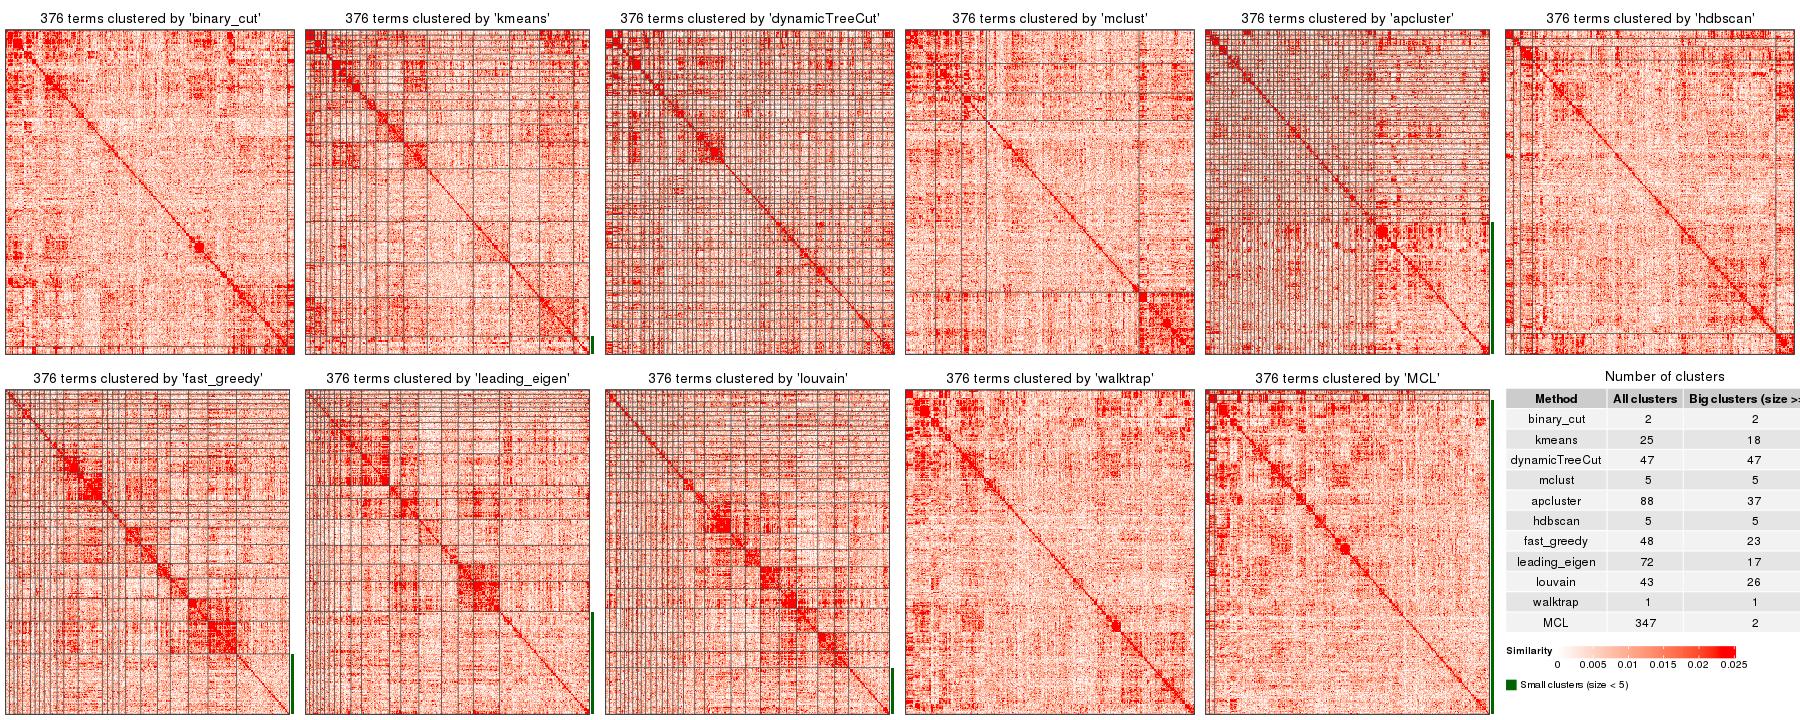 376 terms clustered by 'binary_cut'
376 terms clustered by 'kmeans'
376 terms clustered by 'dynamicTreeCut'
376 terms clustered by 'mclust'
376 terms clustered by 'apcluster'
376 terms clustered by 'hdbscan'
376 terms clustered by 'fast_greedy'
376 terms clustered by 'leading_eigen'
376 terms clustered by 'louvain'
376 terms clustered by 'walktrap'
376 terms clustered by 'MCL'
Number of clusters
Method All clusters Big clusters (size >=
binary_cut 2 2
kmeans 25 18
dynamicTreeCut 47 47
mclust 5 5
apcluster 88 37
hdbscan 5 5
fast_greedy 48 23
leading_eigen 72 17
louvain 43 26
walktrap 1 1
MCL 347 2
Similarity
0 0.005 0.01 0.015 0.02 0.025
Small clusters (size < 5)